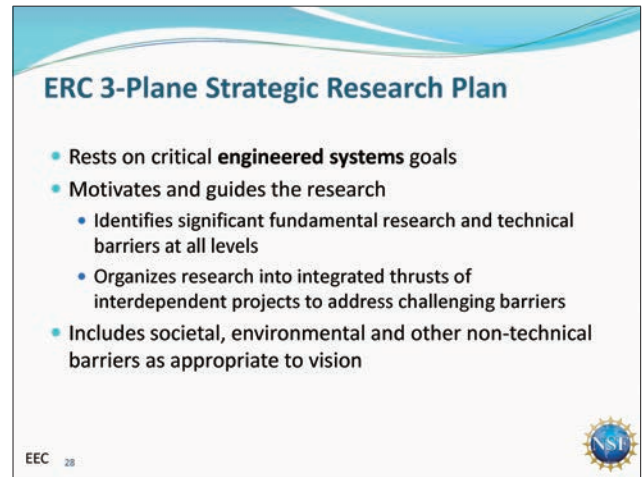 ERC 3-Plane Strategic Research Plan
• Rests on critical engineered systems goals
• Motivates and guides the research
• Identifies significant fundamental research and technical
barriers at all levels
• Organizes research into integrated thrusts of
interdependent projects to address challenging barriers
• Includes societal, environmental and other non-technical
barriers as appropriate to vision
NSF
EEC 28